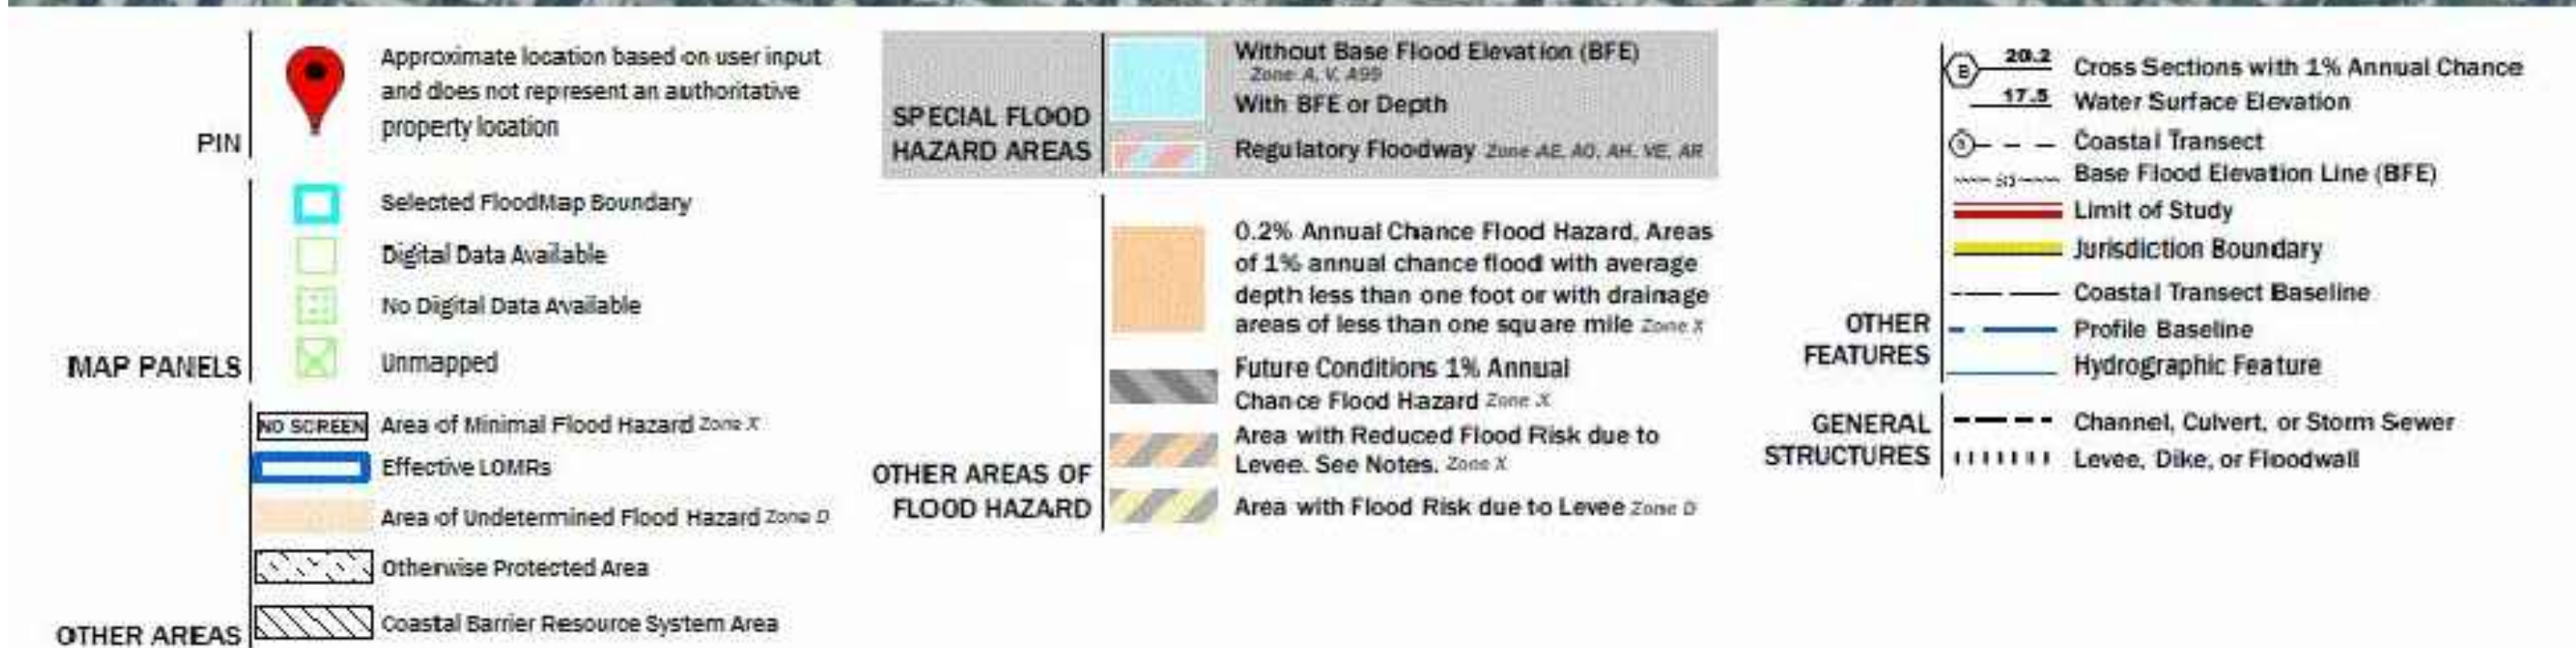 PIN
Approximate location based on user input
and does not represent an authoritative
property location
MAP PANELS
Selected FloodMap Boundary
Digital Data Available
No Digital Data Available
Unmapped
OTHER AREAS
NO SCREEN Area of Minimal Flood Hazard Zone X
Effective LOMRs
Area of Undetermined Flood Hazard Zone D
Otherwise Protected Area
Coastal Barrier Resource System Area
SPECIAL FLOOD
HAZARD AREAS
Without Base Flood Elevation (BFE)
Zone A, V, A99
With BFE or Depth
Regulatory Floodway Zone AE, AO, AH, VE, AR
OTHER AREAS OF
FLOOD HAZARD
0.2% Annual Chance Flood Hazard, Areas
of 1% annual chance flood with average
depth less than one foot or with drainage
areas of less than one square mile Zone X
Future Conditions 1% Annual
Chance Flood Hazard Zone X
Area with Reduced Flood Risk due to
Levee. See Notes. Zone X
Area with Flood Risk due to Levee Zone D
OTHER
FEATURES
B 20.2 Cross Sections with 1% Annual Chance
17.5 Water Surface Elevation
Coastal Transect
Base Flood Elevation Line (BFE)
Limit of Study
Jurisdiction Boundary
Coastal Transect Baseline
Profile Baseline
Hydrographic Feature
GENERAL
STRUCTURES
Channel, Culvert, or Storm Sewer
Levee, Dike, or Floodwall